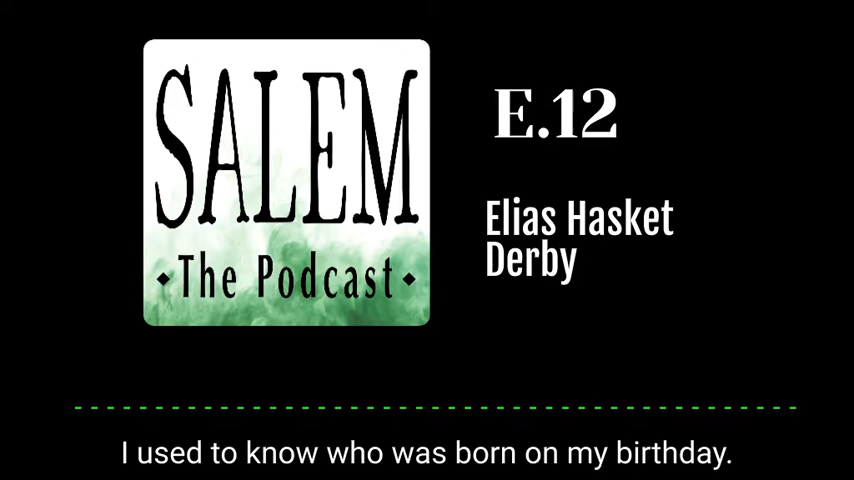 SALEM
The Podcast
E.12
Elias Hasket
Derby
I used to know who was born on my birthday.